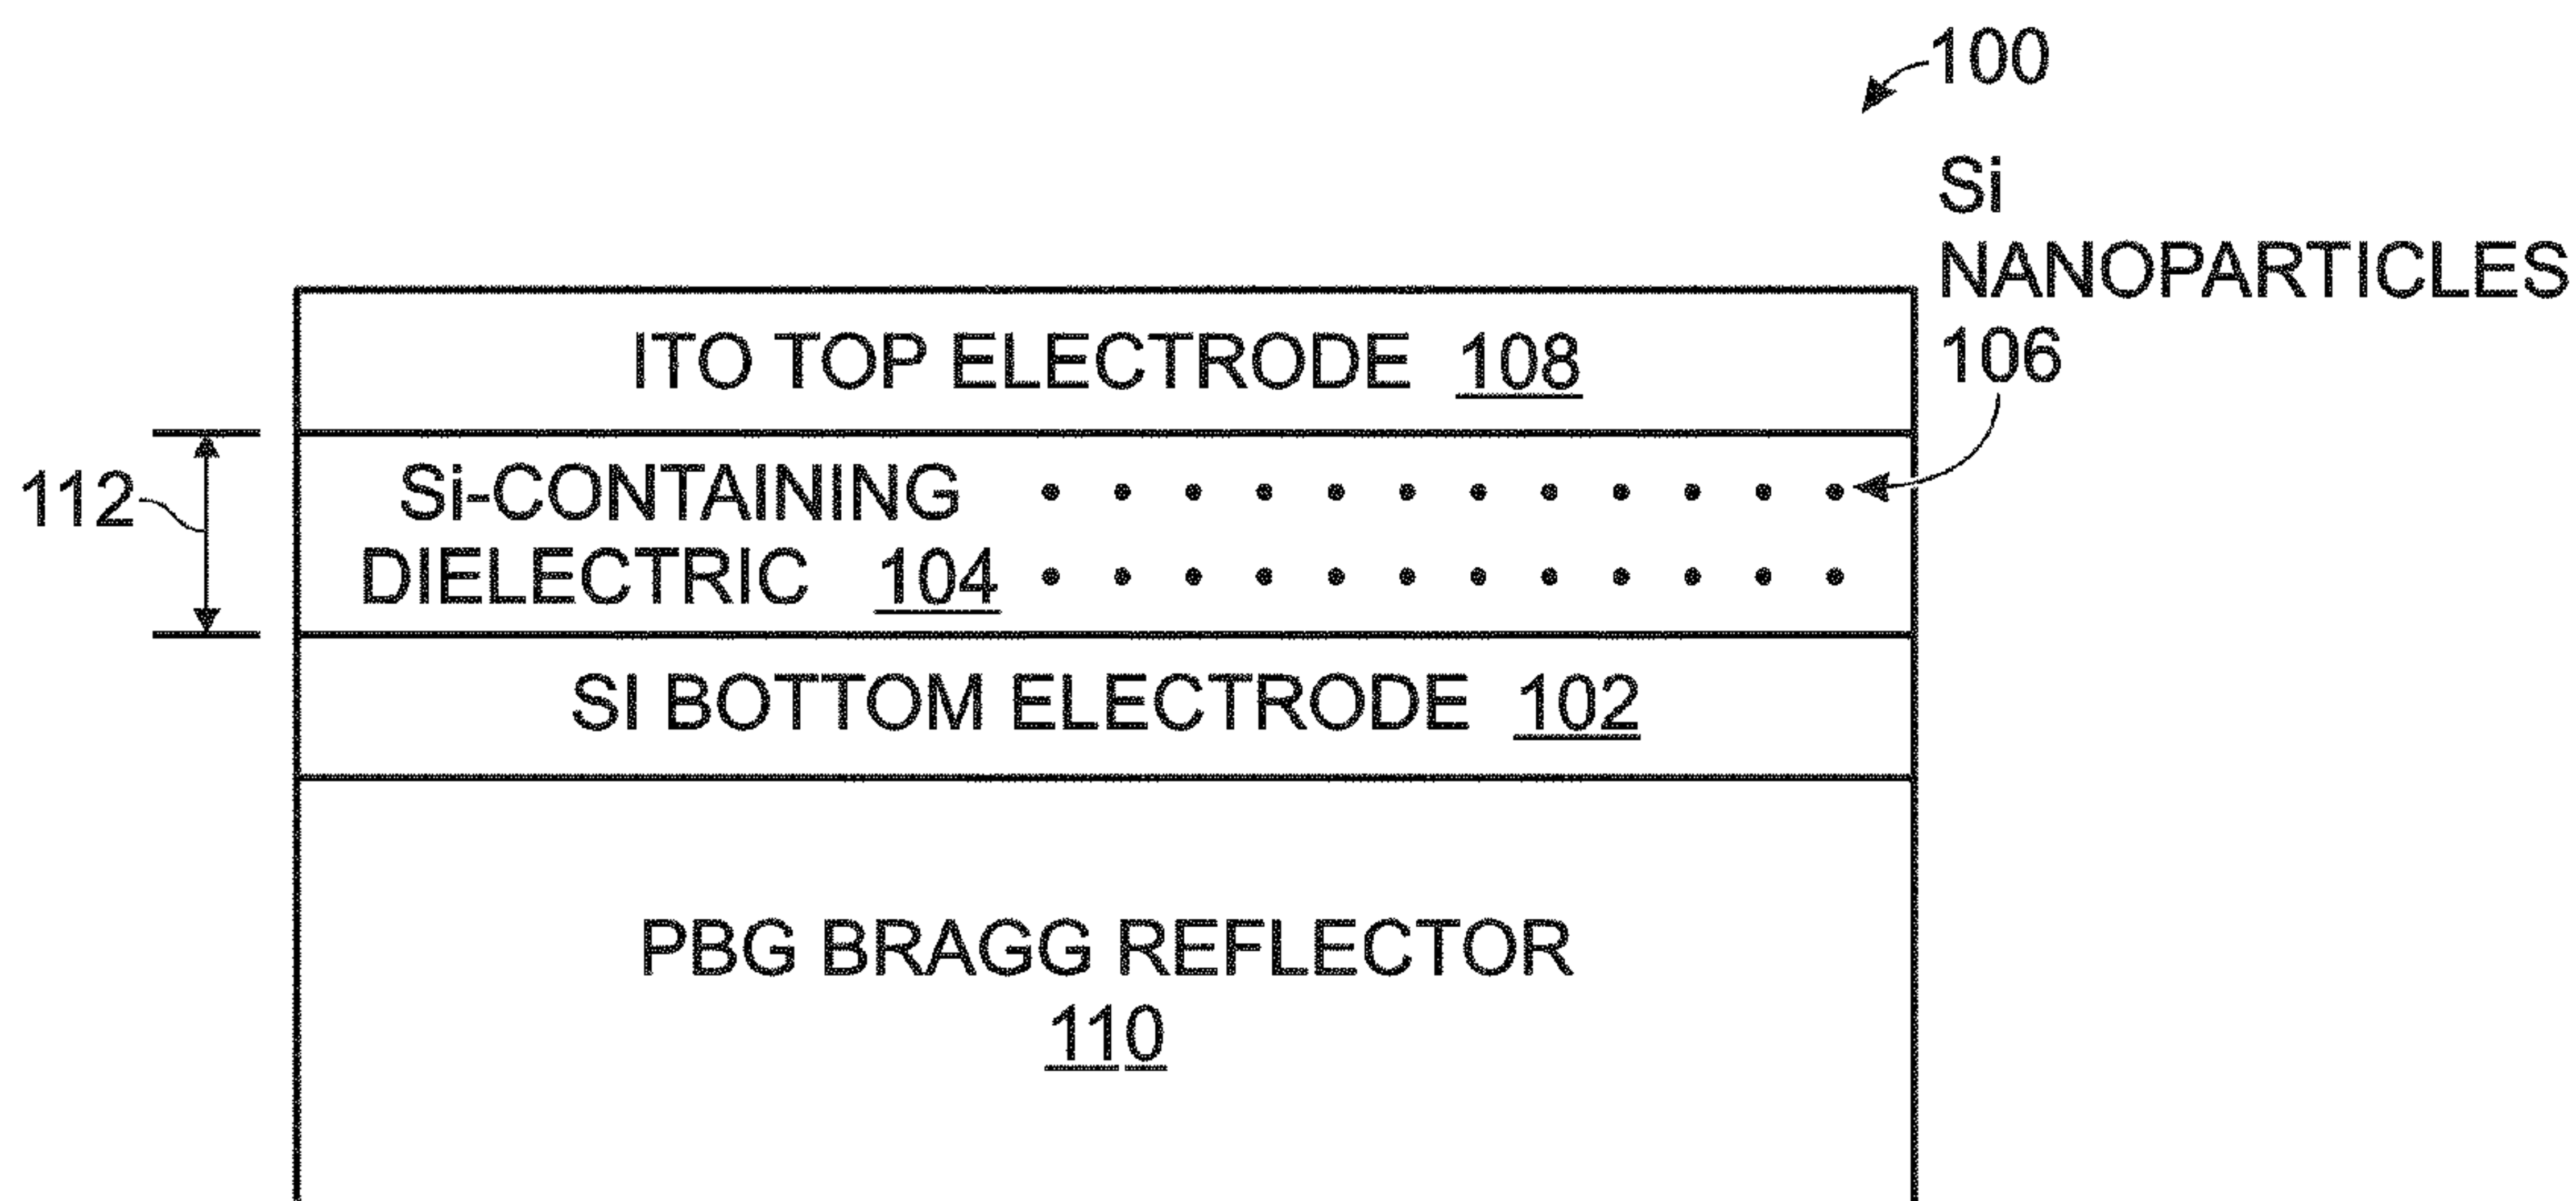 100
Si
NANOPARTICLES
106
ITO TOP ELECTRODE 108
112
Si-CONTAINING
DIELECTRIC 104
SI BOTTOM ELECTRODE 102
PBG BRAGG REFLECTOR
110